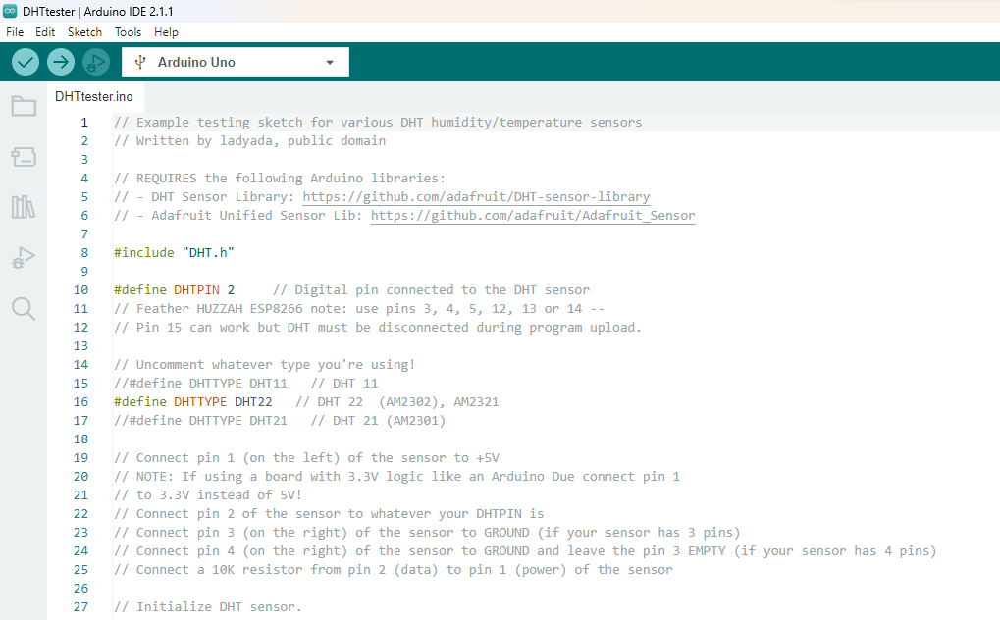 DHTtester | Arduino IDE 2.1.1
File Edit Sketch Tools Help
Arduino Uno
DHTtester.ino
1 // Example testing sketch for various DHT humidity/temperature sensors
2 // Written by ladyada, public domain
3
4 // REQUIRES the following Arduino libraries:
5 // - DHT Sensor Library: https://github.com/adafruit/DHT-sensor-library
6 // - Adafruit Unified Sensor Lib: https://github.com/adafruit/Adafruit_Sensor
7
8 #include "DHT.h"
9
10 #define DHTPIN 2     // Digital pin connected to the DHT sensor
11 // Feather HUZZAH ESP8266 note: use pins 3, 4, 5, 12, 13 or 14 --
12 // Pin 15 can work but DHT must be disconnected during program upload.
13
14 // Uncomment whatever type you're using!
15 //#define DHTTYPE DHT11   // DHT 11
16 #define DHTTYPE DHT22   // DHT 22  (AM2302), AM2321
17 //#define DHTTYPE DHT21   // DHT 21 (AM2301)
18
19 // Connect pin 1 (on the left) of the sensor to +5V
20 // NOTE: If using a board with 3.3V logic like an Arduino Due connect pin 1
21 // to 3.3V instead of 5V!
22 // Connect pin 2 of the sensor to whatever your DHTPIN is
23 // Connect pin 3 (on the right) of the sensor to GROUND (if your sensor has 3 pins)
24 // Connect pin 4 (on the right) of the sensor to GROUND and leave the pin 3 EMPTY (if your sensor has 4 pins)
25 // Connect a 10K resistor from pin 2 (data) to pin 1 (power) of the sensor
26
27 // Initialize DHT sensor.